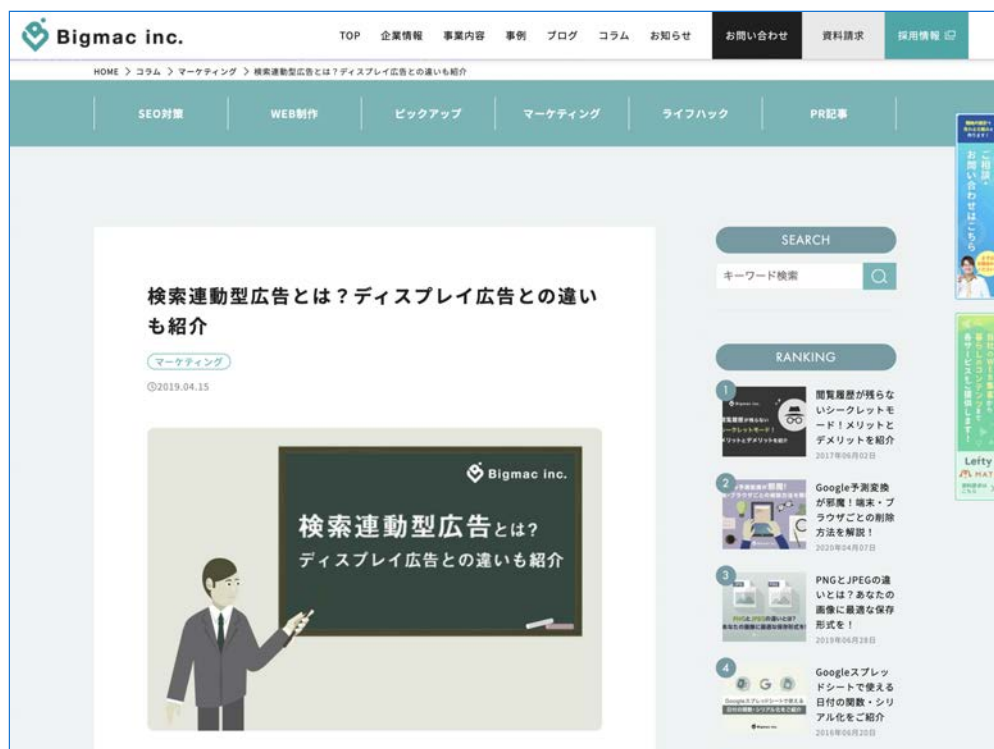 Bigmac inc.
TOP 企業情報 事業内容 事例 ブログ コラム お知らせ お問い合わせ 資料請求 採用情報
HOME > コラム > マーケティング > 検索連動型広告とは？ディスプレイ広告との違いも紹介
SEO対策 WEB制作 ピックアップ マーケティング ライフハック PR記事
検索連動型広告とは？ディスプレイ広告との違い
も紹介
マーケティング
2019.04.15
Bigmac inc.
検索連動型広告とは?
ディスプレイ広告との違いも紹介
SEARCH
キーワード検索
RANKING
1
閲覧履歴が残らな
いシークレットモ
ード！メリットと
デメリットを紹介
2017年06月02日
2
Google予測変換
が邪魔！端末・ブ
ラウザごとの削除
方法を解説！
2020年04月07日
3
PNGとJPEGの違
いとは？あなたの
画像に最適な保存
形式を！
2019年06月28日
4
Googleスプレッ
ドシートで使える
日付の関数・シリ
アル化をご紹介
2016年06月20日
ご相談・
お問い合わせはこちら
Lefty